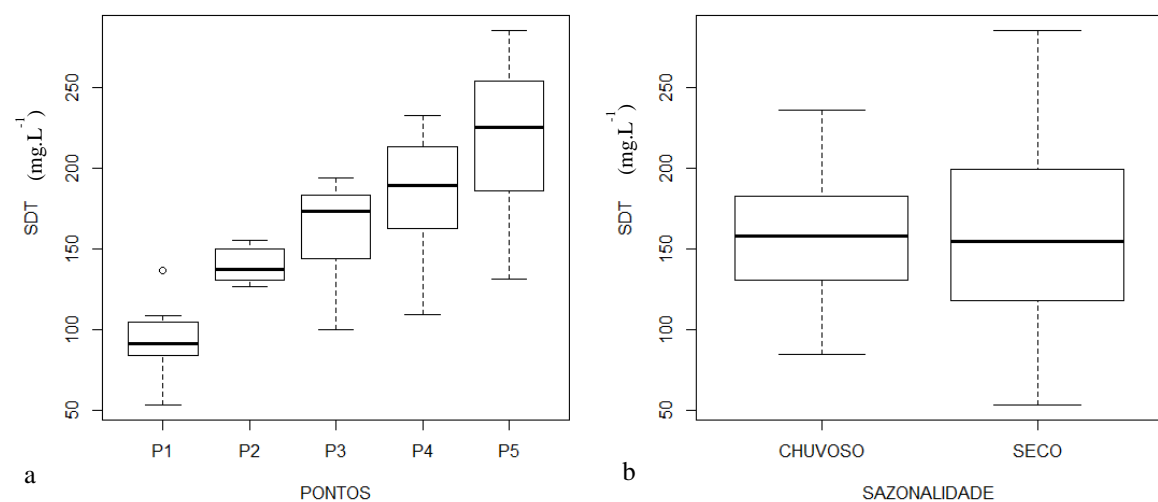 SDT (mg.L-1)
250
200
150
100
50
P1 P2 P3 P4 P5
PONTOS
a
SDT (mg.L-1)
250
200
150
100
50
CHUVOSO SECO
SAZONALIDADE
b